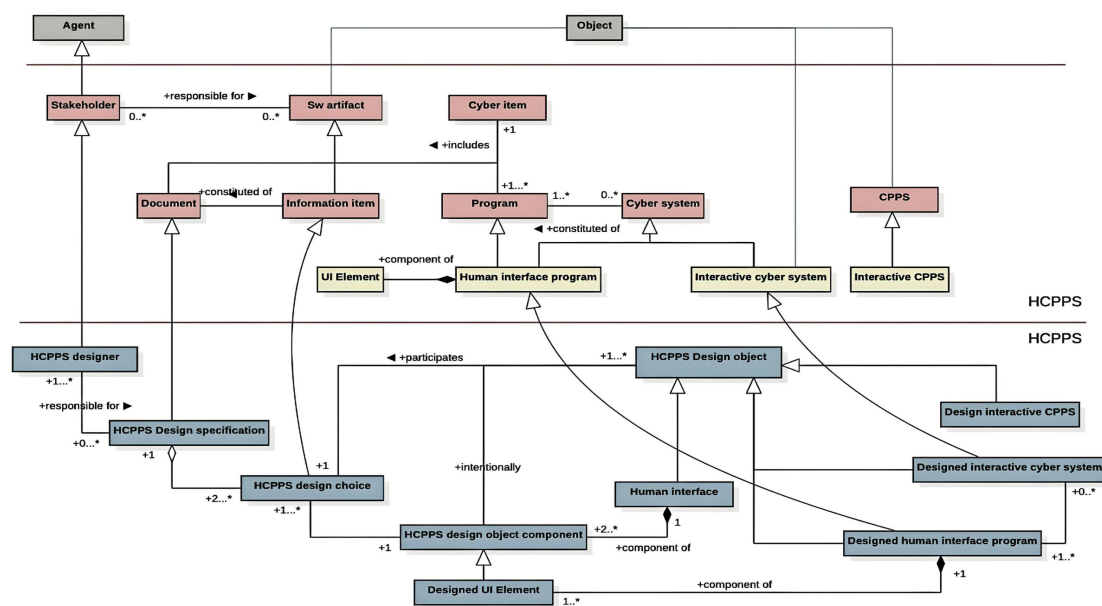 Agent
Object
Stakeholder
+responsible for ►
0..*
0..*
Sw artifact
Cyber item
+1
◄ +includes
Document
+constituted of
◄
Information item
+1...*
Program
1..*
0..*
Cyber system
◄ +constituted of
CPPS
UI Element
+component of
Human interface program
Interactive cyber system
Interactive CPPS
HCPPS
HCPPS
HCPPS designer
+1...*
+responsible for ►
+0...*
HCPPS Design specification
+1
+2...*
HCPPS design choice
+1
+1...*
◄ +participates
+1...*
HCPPS Design object
+intentionally
Design interactive CPPS
Designed interactive cyber system
+0..*
Human interface
1
+2..*
+component of
HCPPS design object component
+1
Designed human interface program
+1..*
+1
Designed UI Element
1..*
+component of